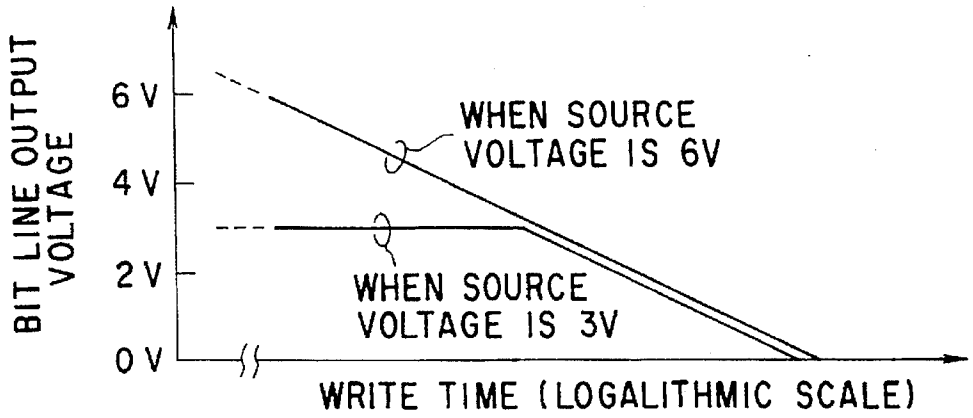 BIT LINE OUTPUT
VOLTAGE
6 V
4 V
2 V
0 V
WHEN SOURCE
VOLTAGE IS 6V
WHEN SOURCE
VOLTAGE IS 3V
WRITE TIME (LOGALITHMIC SCALE)